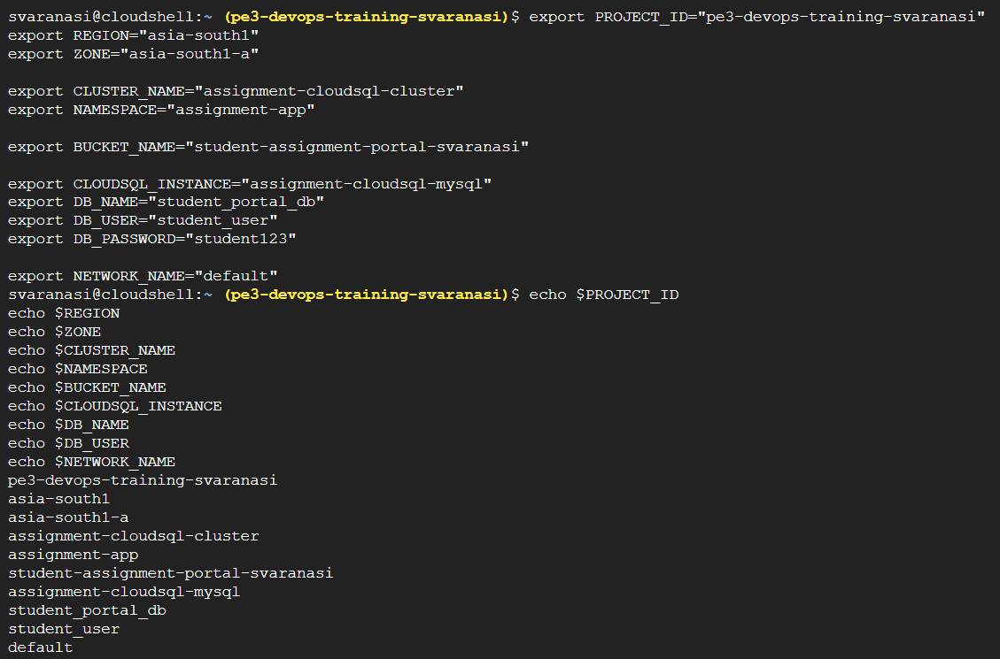 svaranasi@cloudshell:~ (pe3-devops-training-svaranasi)$ export PROJECT_ID="pe3-devops-training-svaranasi"
export REGION="asia-south1"
export ZONE="asia-south1-a"
export CLUSTER_NAME="assignment-cloudsql-cluster"
export NAMESPACE="assignment-app"
export BUCKET_NAME="student-assignment-portal-svaranasi"
export CLOUDSQL_INSTANCE="assignment-cloudsql-mysql"
export DB_NAME="student_portal_db"
export DB_USER="student_user"
export DB_PASSWORD="student123"
export NETWORK_NAME="default"
svaranasi@cloudshell:~ (pe3-devops-training-svaranasi)$ echo $PROJECT_ID
echo $REGION
echo $ZONE
echo $CLUSTER_NAME
echo $NAMESPACE
echo $BUCKET_NAME
echo $CLOUDSQL_INSTANCE
echo $DB_NAME
echo $DB_USER
echo $NETWORK_NAME
pe3-devops-training-svaranasi
asia-south1
asia-south1-a
assignment-cloudsql-cluster
assignment-app
student-assignment-portal-svaranasi
assignment-cloudsql-mysql
student_portal_db
student_user
default